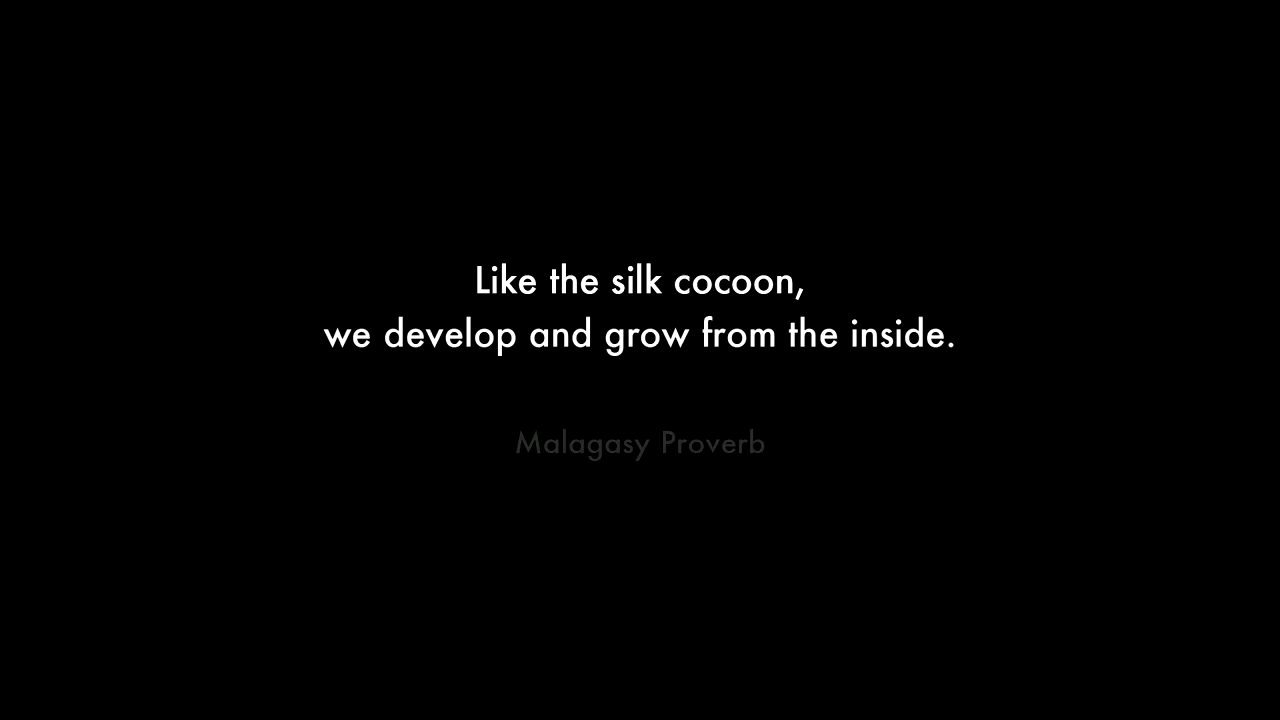 Like the silk cocoon,
we develop and grow from the inside.
Malagasy Proverb